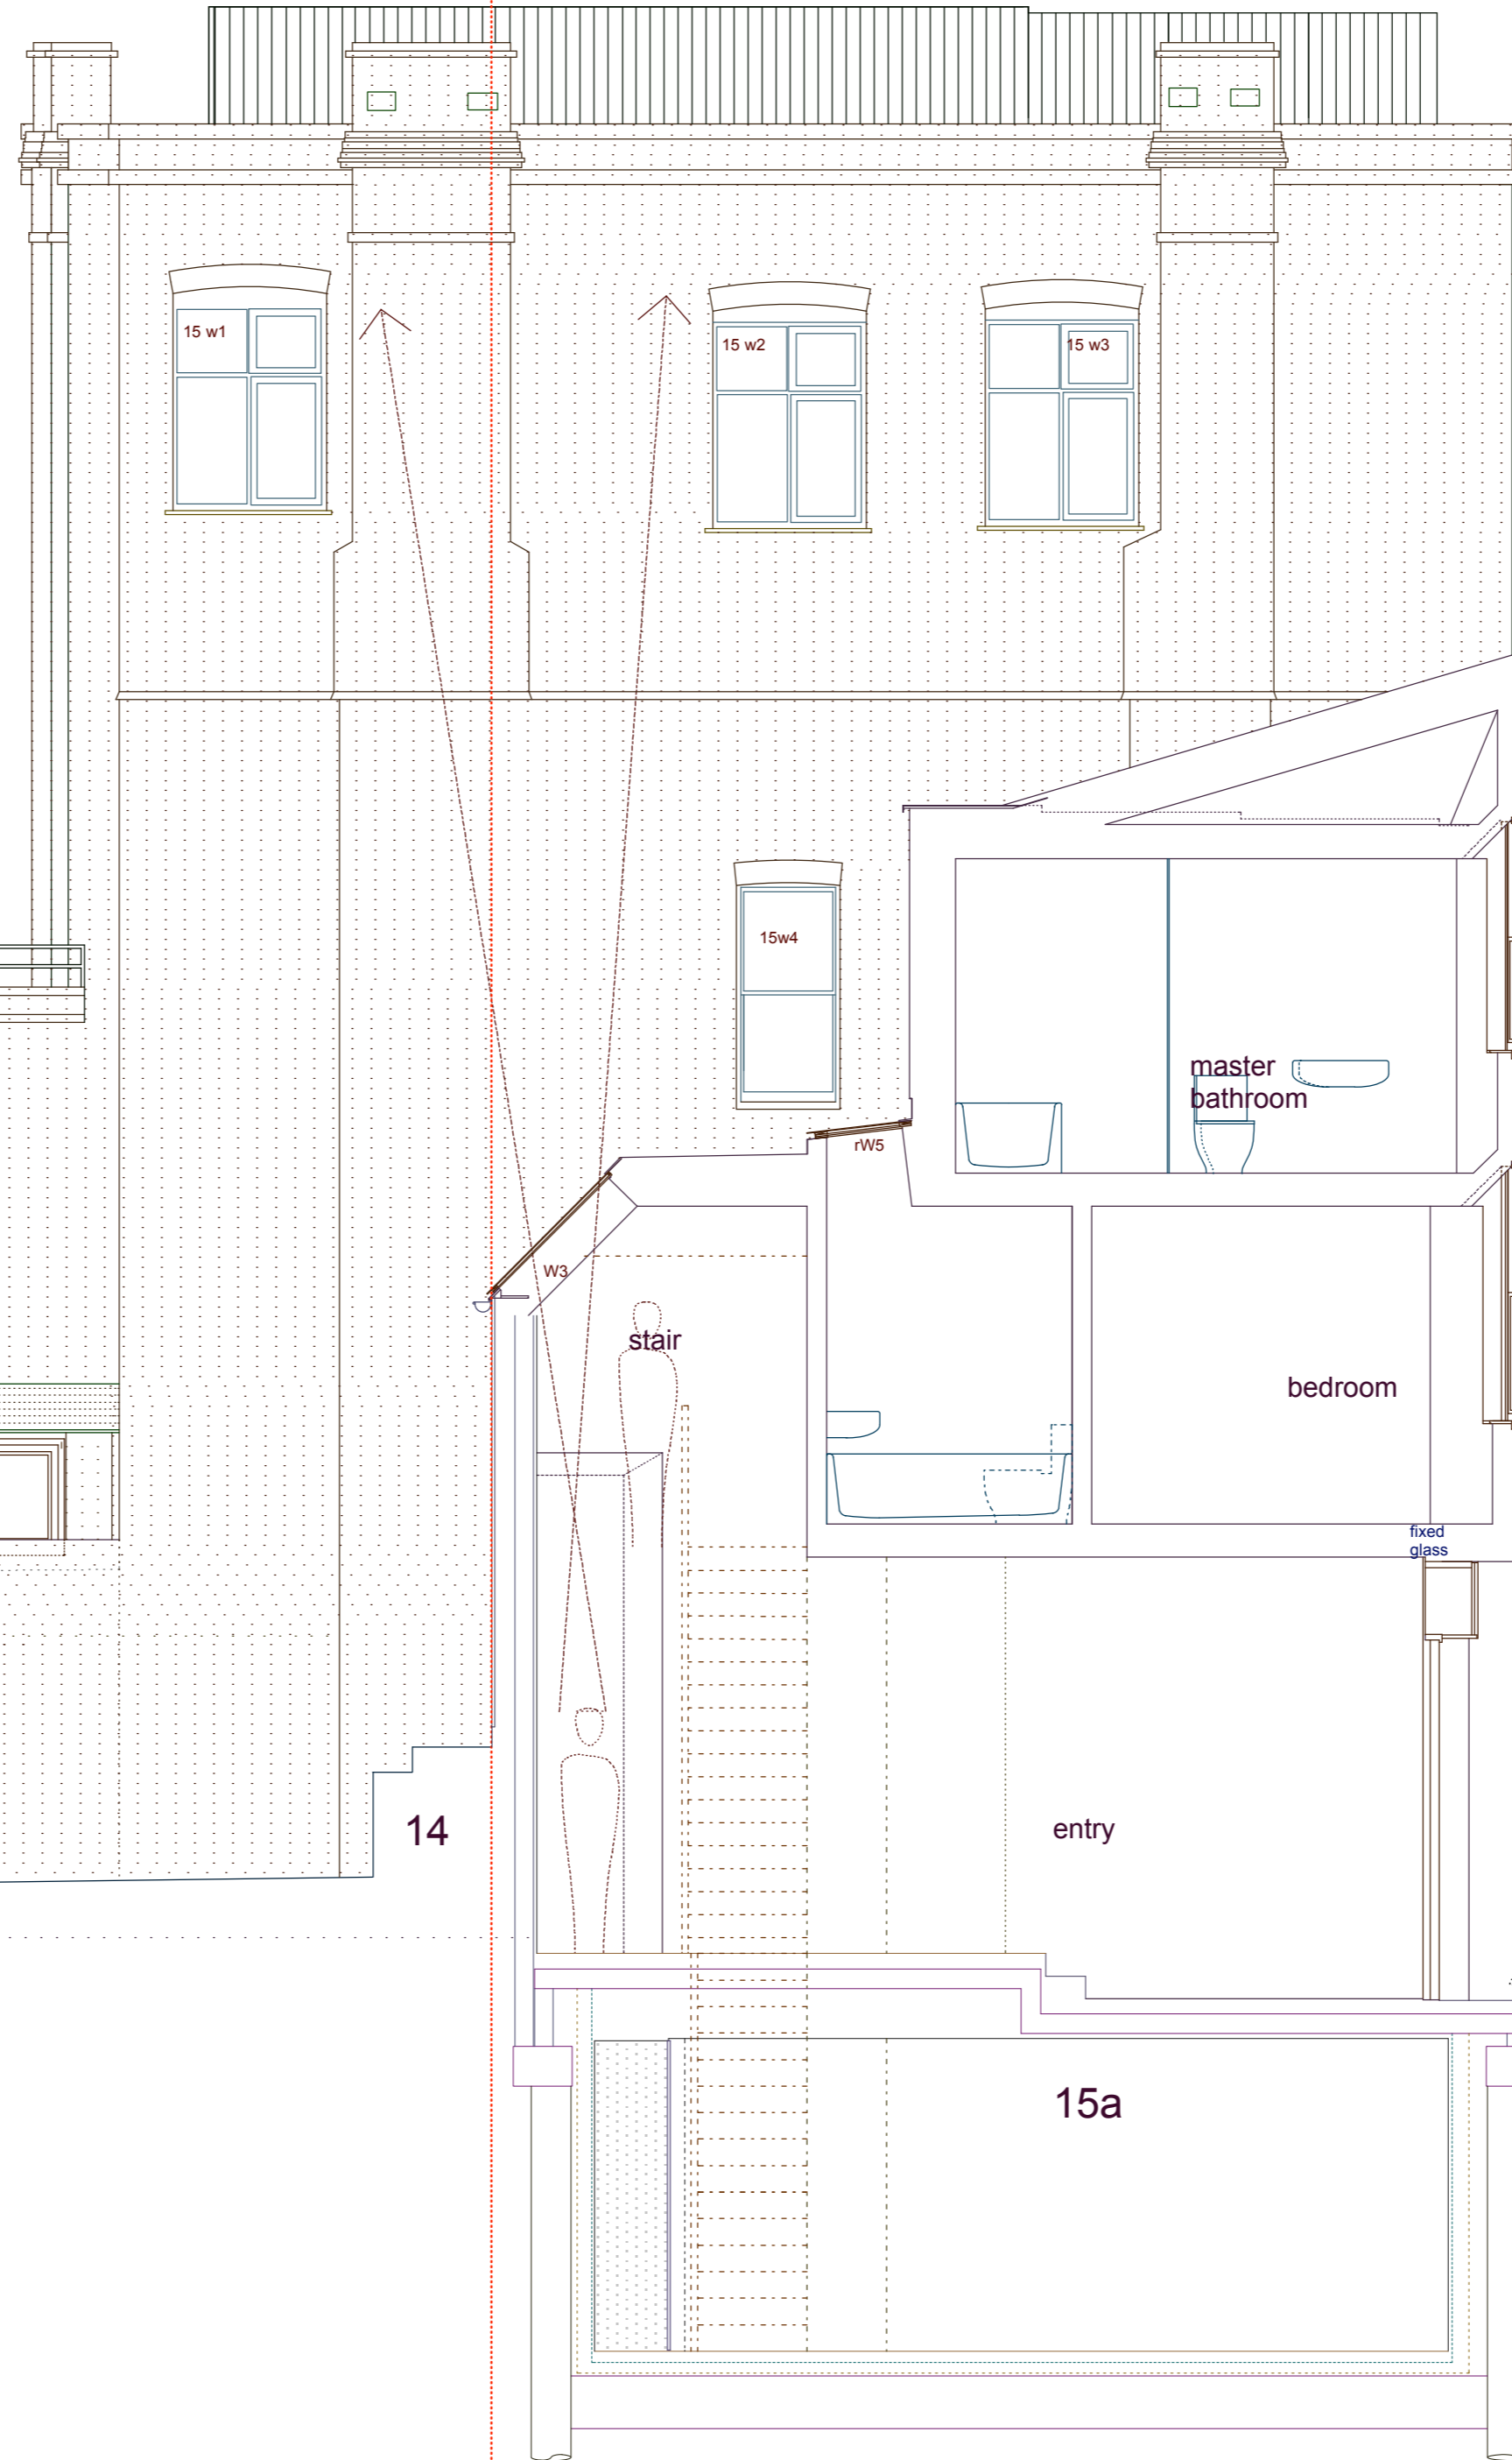 15 w1
15 w2
15 w3
15w4
master
bathroom
rW5
W3
stair
bedroom
fixed
glass
14
entry
15a